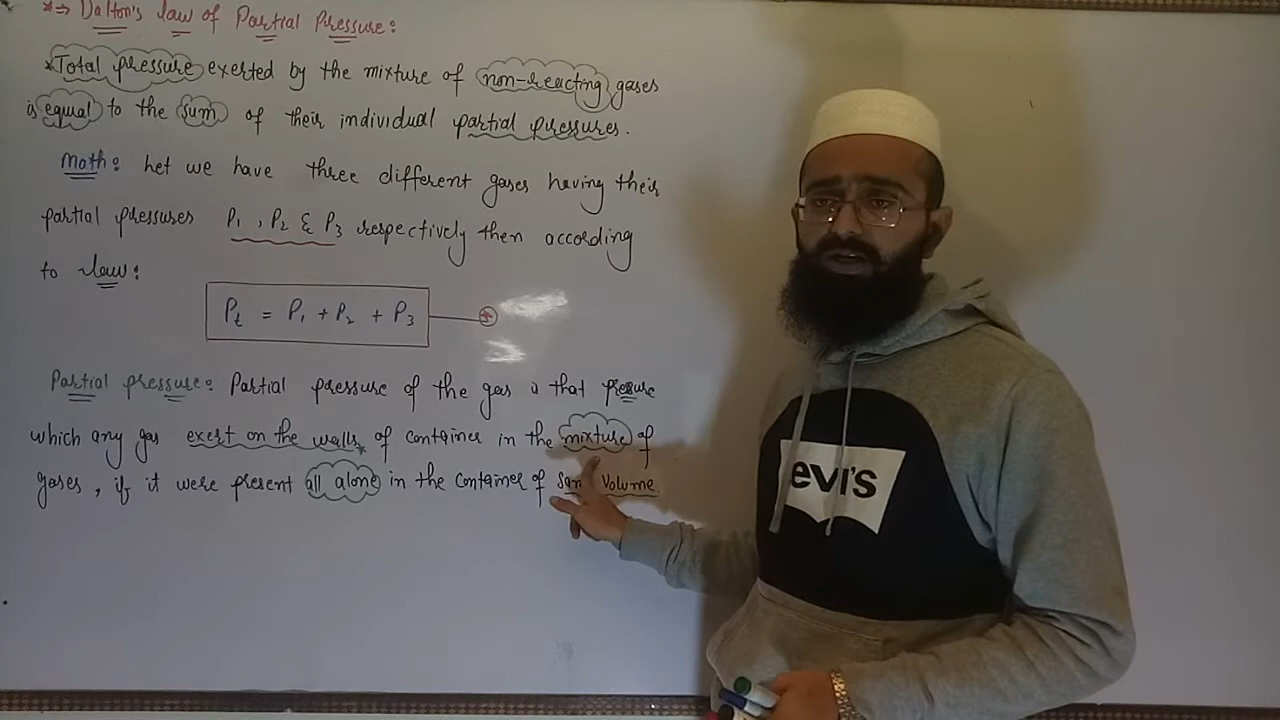 *⇒ Dalton's law of Partial Pressure:
*Total pressure exerted by the mixture of non-reacting gases
is equal to the sum of their individual partial pressures.
Math: Let we have three different gases having their
partial pressures P₁, P₂ & P₃ respectively then according
to law:
Pₜ = P₁ + P₂ + P₃
Partial pressure: Partial pressure of the gas is that pressure
which any gas exert on the walls of container in the mixture of
gases, if it were present all alone in the container of same volume
evi's